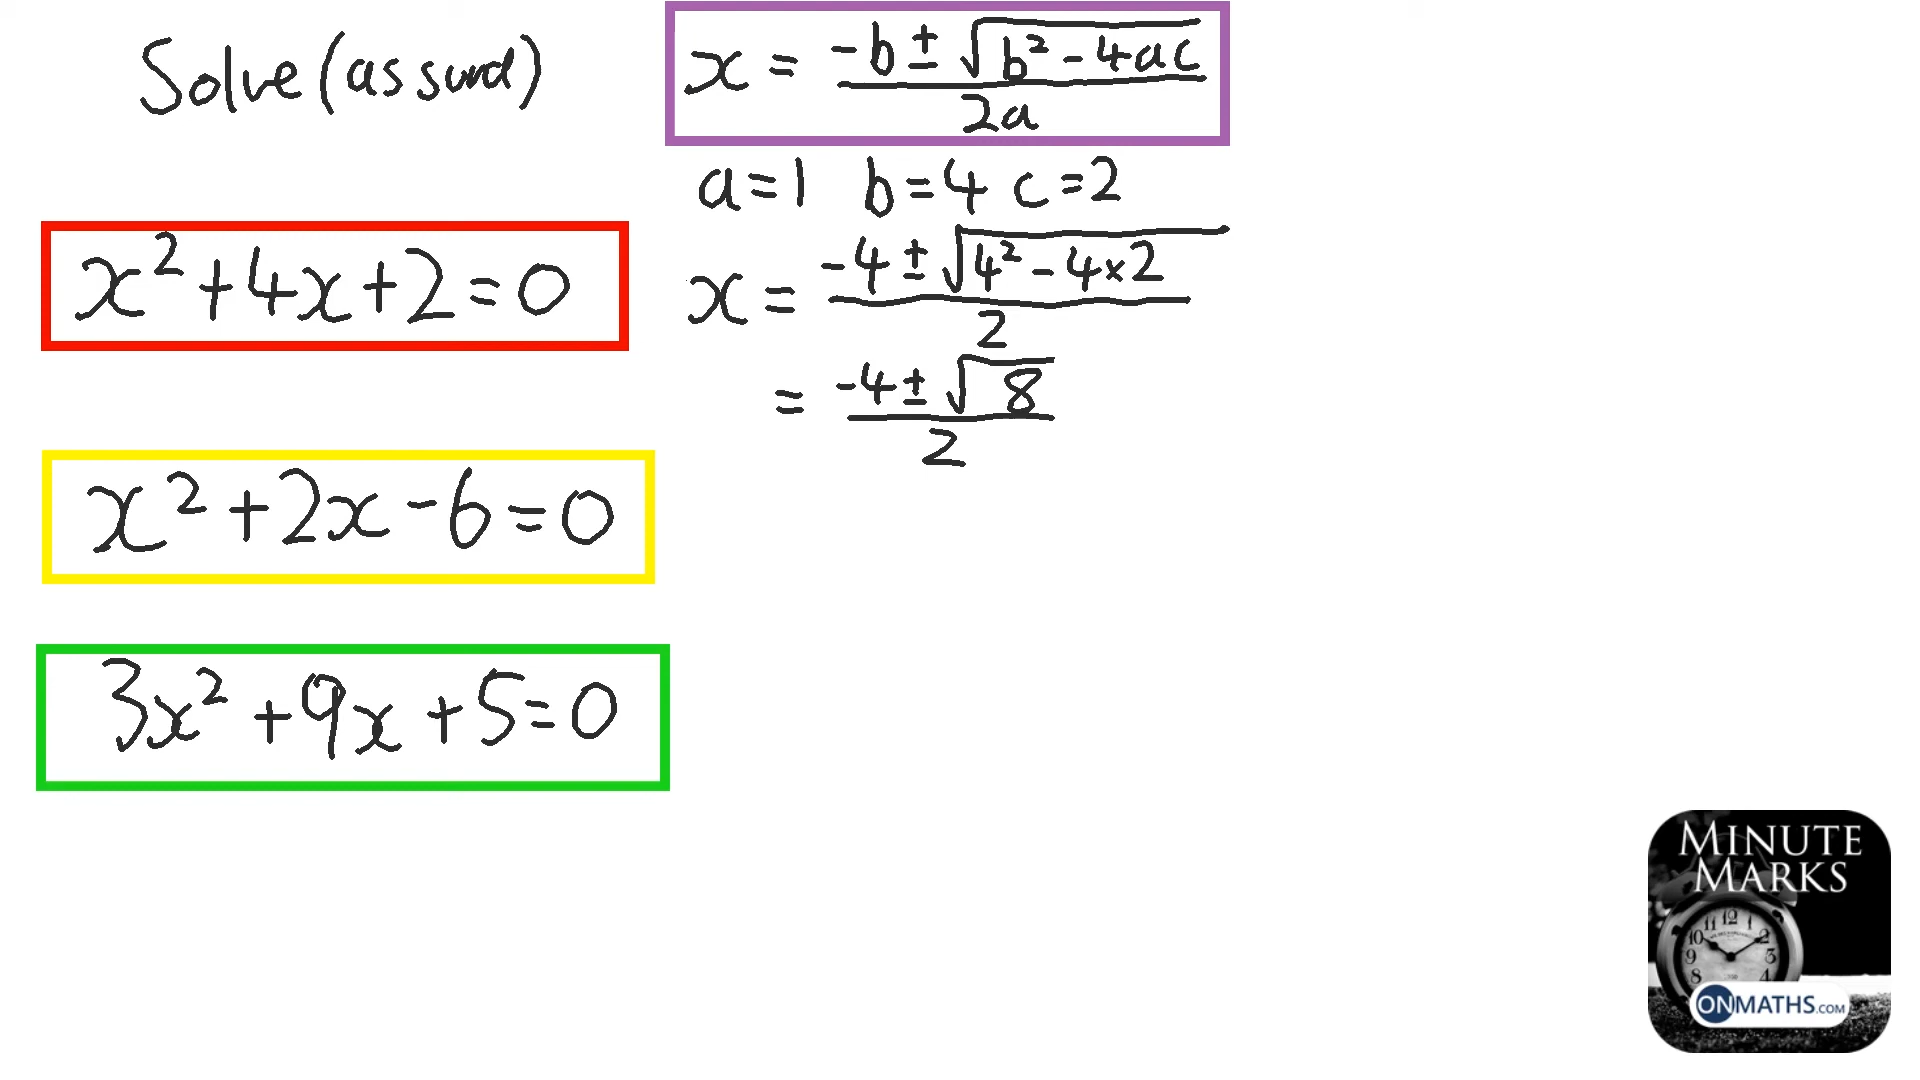 Solve (as surd)
x² + 4x + 2 = 0
x² + 2x - 6 = 0
3x² + 9x + 5 = 0
x = (-b ± √(b² - 4ac)) / 2a
a = 1 b = 4 c = 2
x = (-4 ± √(4² - 4×2)) / 2
= (-4 ± √8) / 2
MINUTE
MARKS
ONMATHS.COM